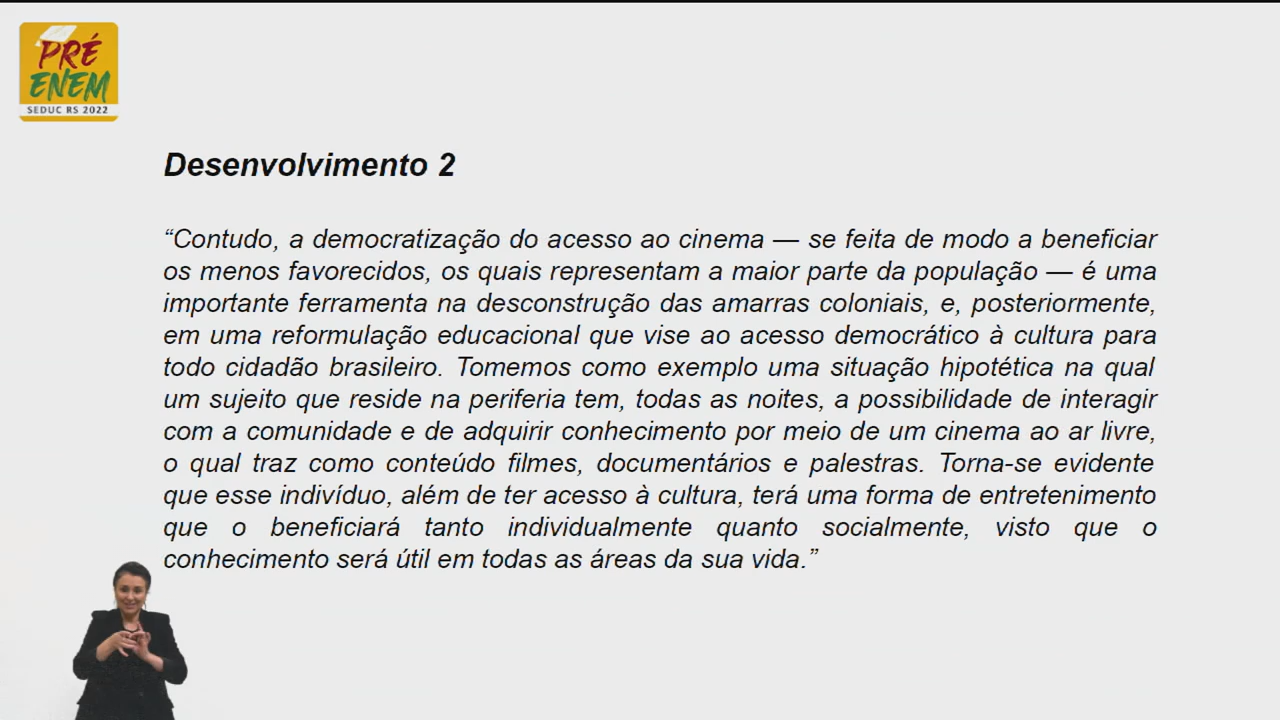 PRÉ
ENEM
SEDUC RS 2022
Desenvolvimento 2
“Contudo, a democratização do acesso ao cinema — se feita de modo a beneficiar
os menos favorecidos, os quais representam a maior parte da população — é uma
importante ferramenta na desconstrução das amarras coloniais, e, posteriormente,
em uma reformulação educacional que vise ao acesso democrático à cultura para
todo cidadão brasileiro. Tomemos como exemplo uma situação hipotética na qual
um sujeito que reside na periferia tem, todas as noites, a possibilidade de interagir
com a comunidade e de adquirir conhecimento por meio de um cinema ao ar livre,
o qual traz como conteúdo filmes, documentários e palestras. Torna-se evidente
que esse indivíduo, além de ter acesso à cultura, terá uma forma de entretenimento
que o beneficiará tanto individualmente quanto socialmente, visto que o
conhecimento será útil em todas as áreas da sua vida.”